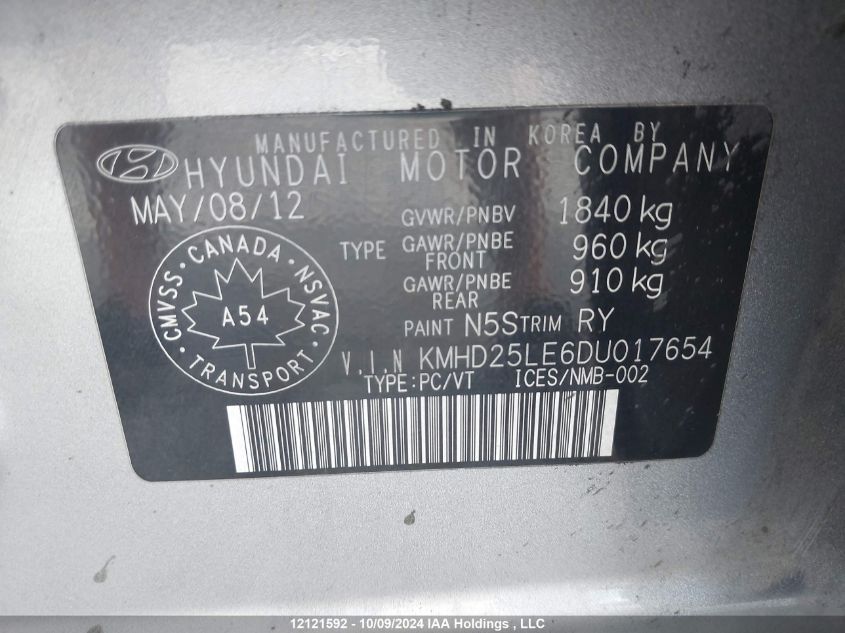 MANUFACTURED IN KOREA BY
HYUNDAI MOTOR COMPANY
MAY/08/12
GVWR/PNBV 1840 kg
TYPE GAWR/PNBE FRONT 960 kg
GAWR/PNBE REAR 910 kg
PAINT N5S TRIM RY
CMVSS · CANADA · NSVAC
A54
TRANSPORT
V.I.N KMHD25LE6DU017654
TYPE:PC/VT ICES/NMB-002
12121592 - 10/09/2024 IAA Holdings , LLC